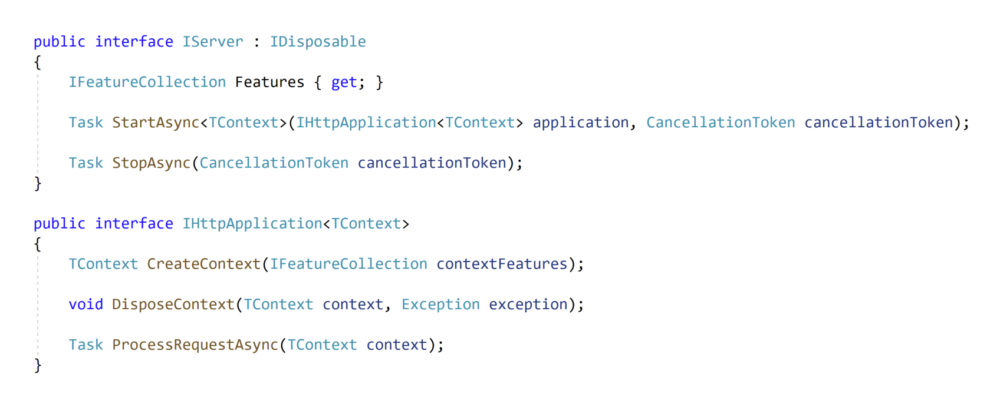 public interface IServer : IDisposable
{
    IFeatureCollection Features { get; }
    Task StartAsync<TContext>(IHttpApplication<TContext> application, CancellationToken cancellationToken);
    Task StopAsync(CancellationToken cancellationToken);
}
public interface IHttpApplication<TContext>
{
    TContext CreateContext(IFeatureCollection contextFeatures);
    void DisposeContext(TContext context, Exception exception);
    Task ProcessRequestAsync(TContext context);
}